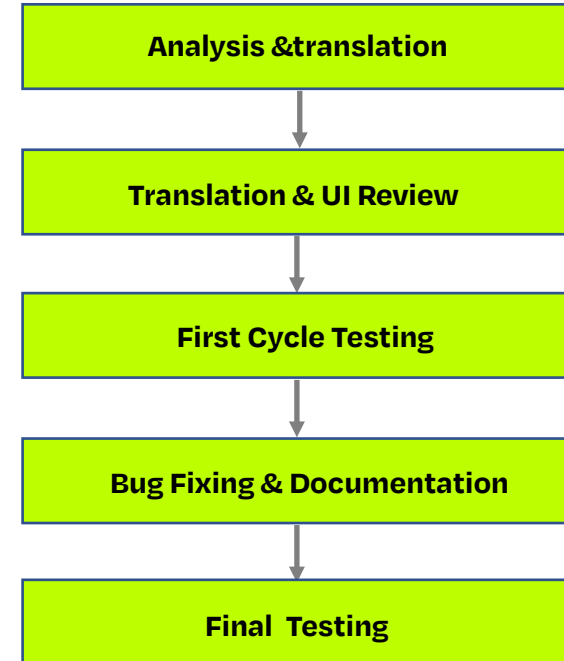 Analysis &translation
Translation & UI Review
First Cycle Testing
Bug Fixing & Documentation
Final Testing